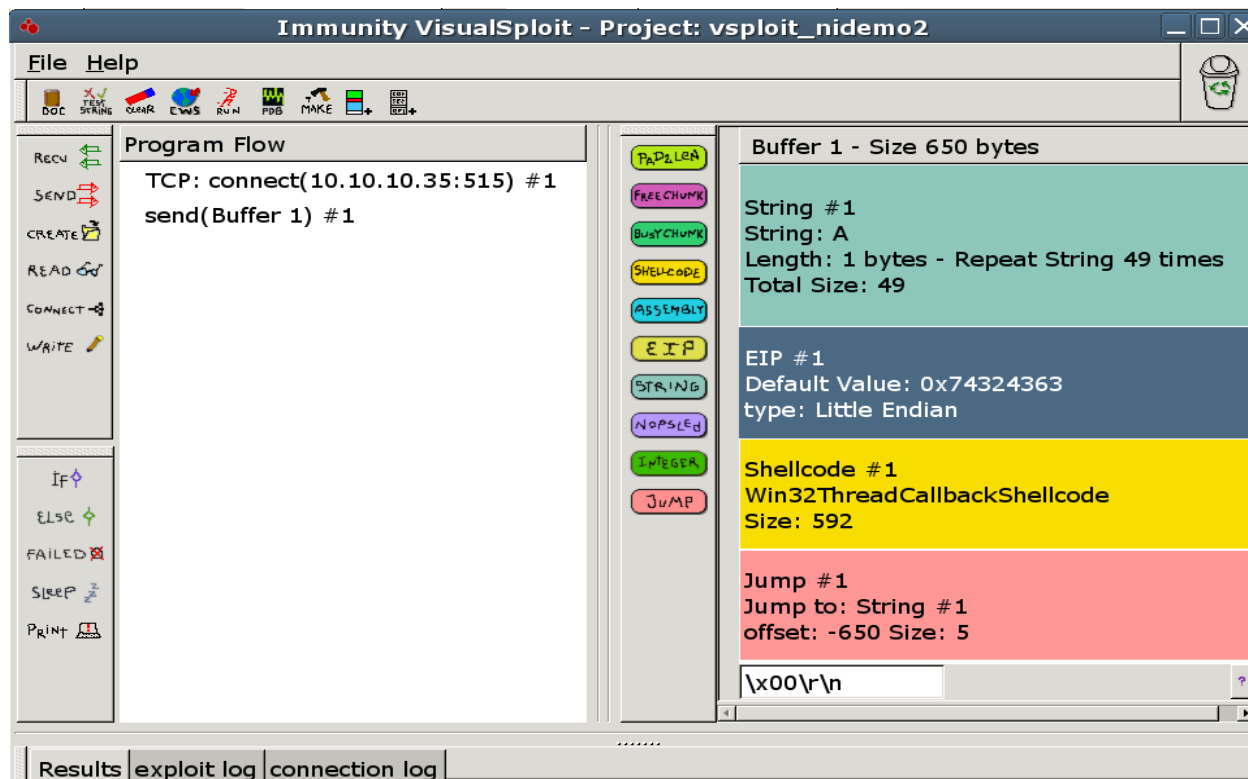 Immunity VisualSploit - Project: vsploit_nidemo2
File Help
DOC TEST STRING CLEAR CWS RUN PDB MAKE
Recv
SEND
CREATE
READ
CONNECT
WRITE
IF
ELSE
FAILED
SLEEP
PRINT
Program Flow
TCP: connect(10.10.10.35:515) #1
send(Buffer 1) #1
PAD2LEN
FREECHUNK
BUSYCHUNK
SHELLCODE
ASSEMBLY
EIP
STRING
NOPSLEd
INTEGER
JUMP
Buffer 1 - Size 650 bytes
String #1
String: A
Length: 1 bytes - Repeat String 49 times
Total Size: 49
EIP #1
Default Value: 0x74324363
type: Little Endian
Shellcode #1
Win32ThreadCallbackShellcode
Size: 592
Jump #1
Jump to: String #1
offset: -650 Size: 5
\x00\r\n
?
Results exploit log connection log